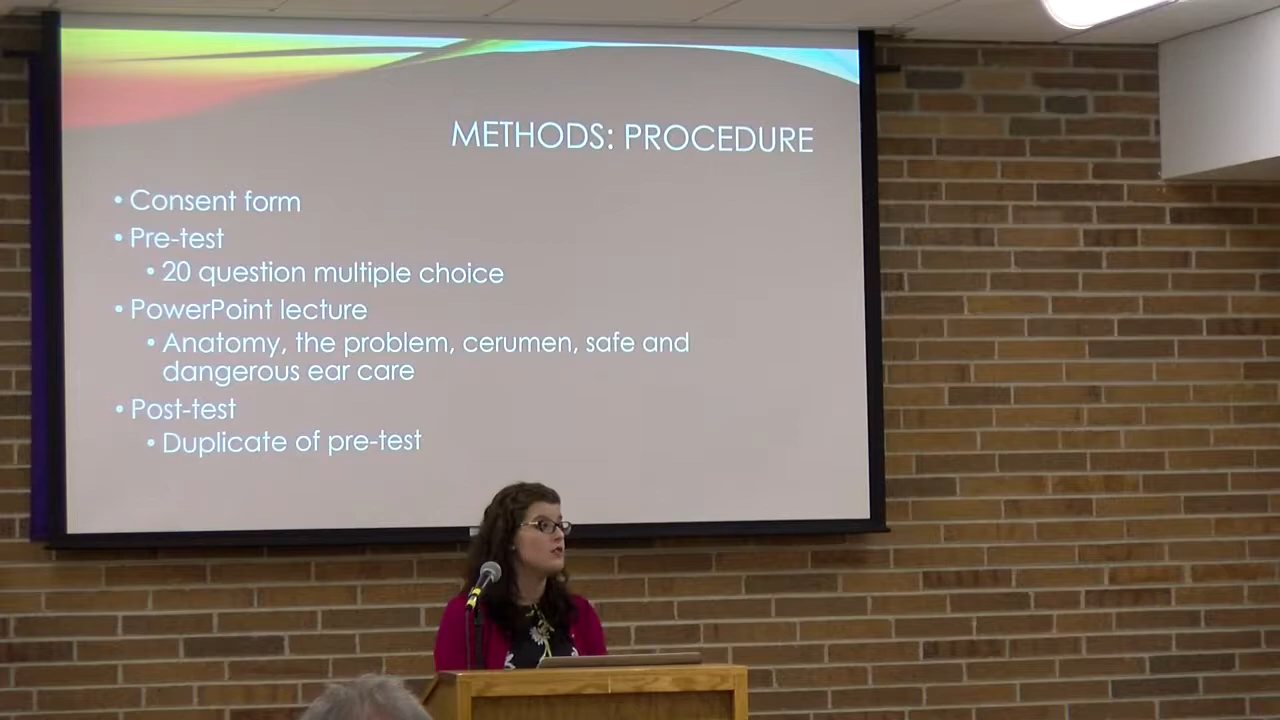 METHODS: PROCEDURE
• Consent form
• Pre-test
• 20 question multiple choice
• PowerPoint lecture
• Anatomy, the problem, cerumen, safe and
dangerous ear care
• Post-test
• Duplicate of pre-test